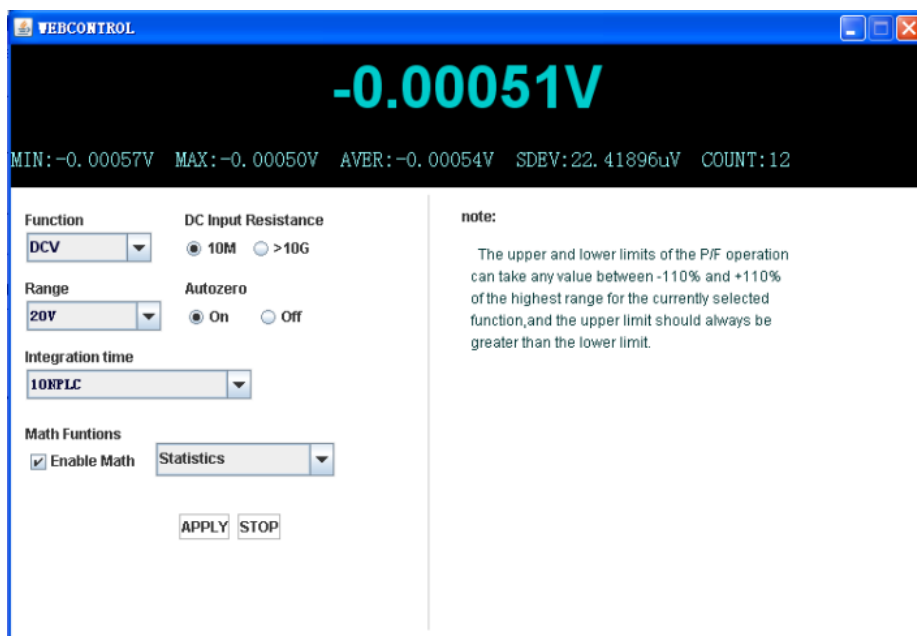 WEBCONTROL
-0.00051V
MIN:-0.00057V MAX:-0.00050V AVER:-0.00054V SDEV:22.41896uV COUNT:12
Function
DCV
DC Input Resistance
10M >10G
Range
20V
Autozero
On Off
Integration time
10NPLC
Math Funtions
Enable Math Statistics
APPLY STOP
note:
The upper and lower limits of the P/F operation
can take any value between -110% and +110%
of the highest range for the currently selected
function,and the upper limit should always be
greater than the lower limit.